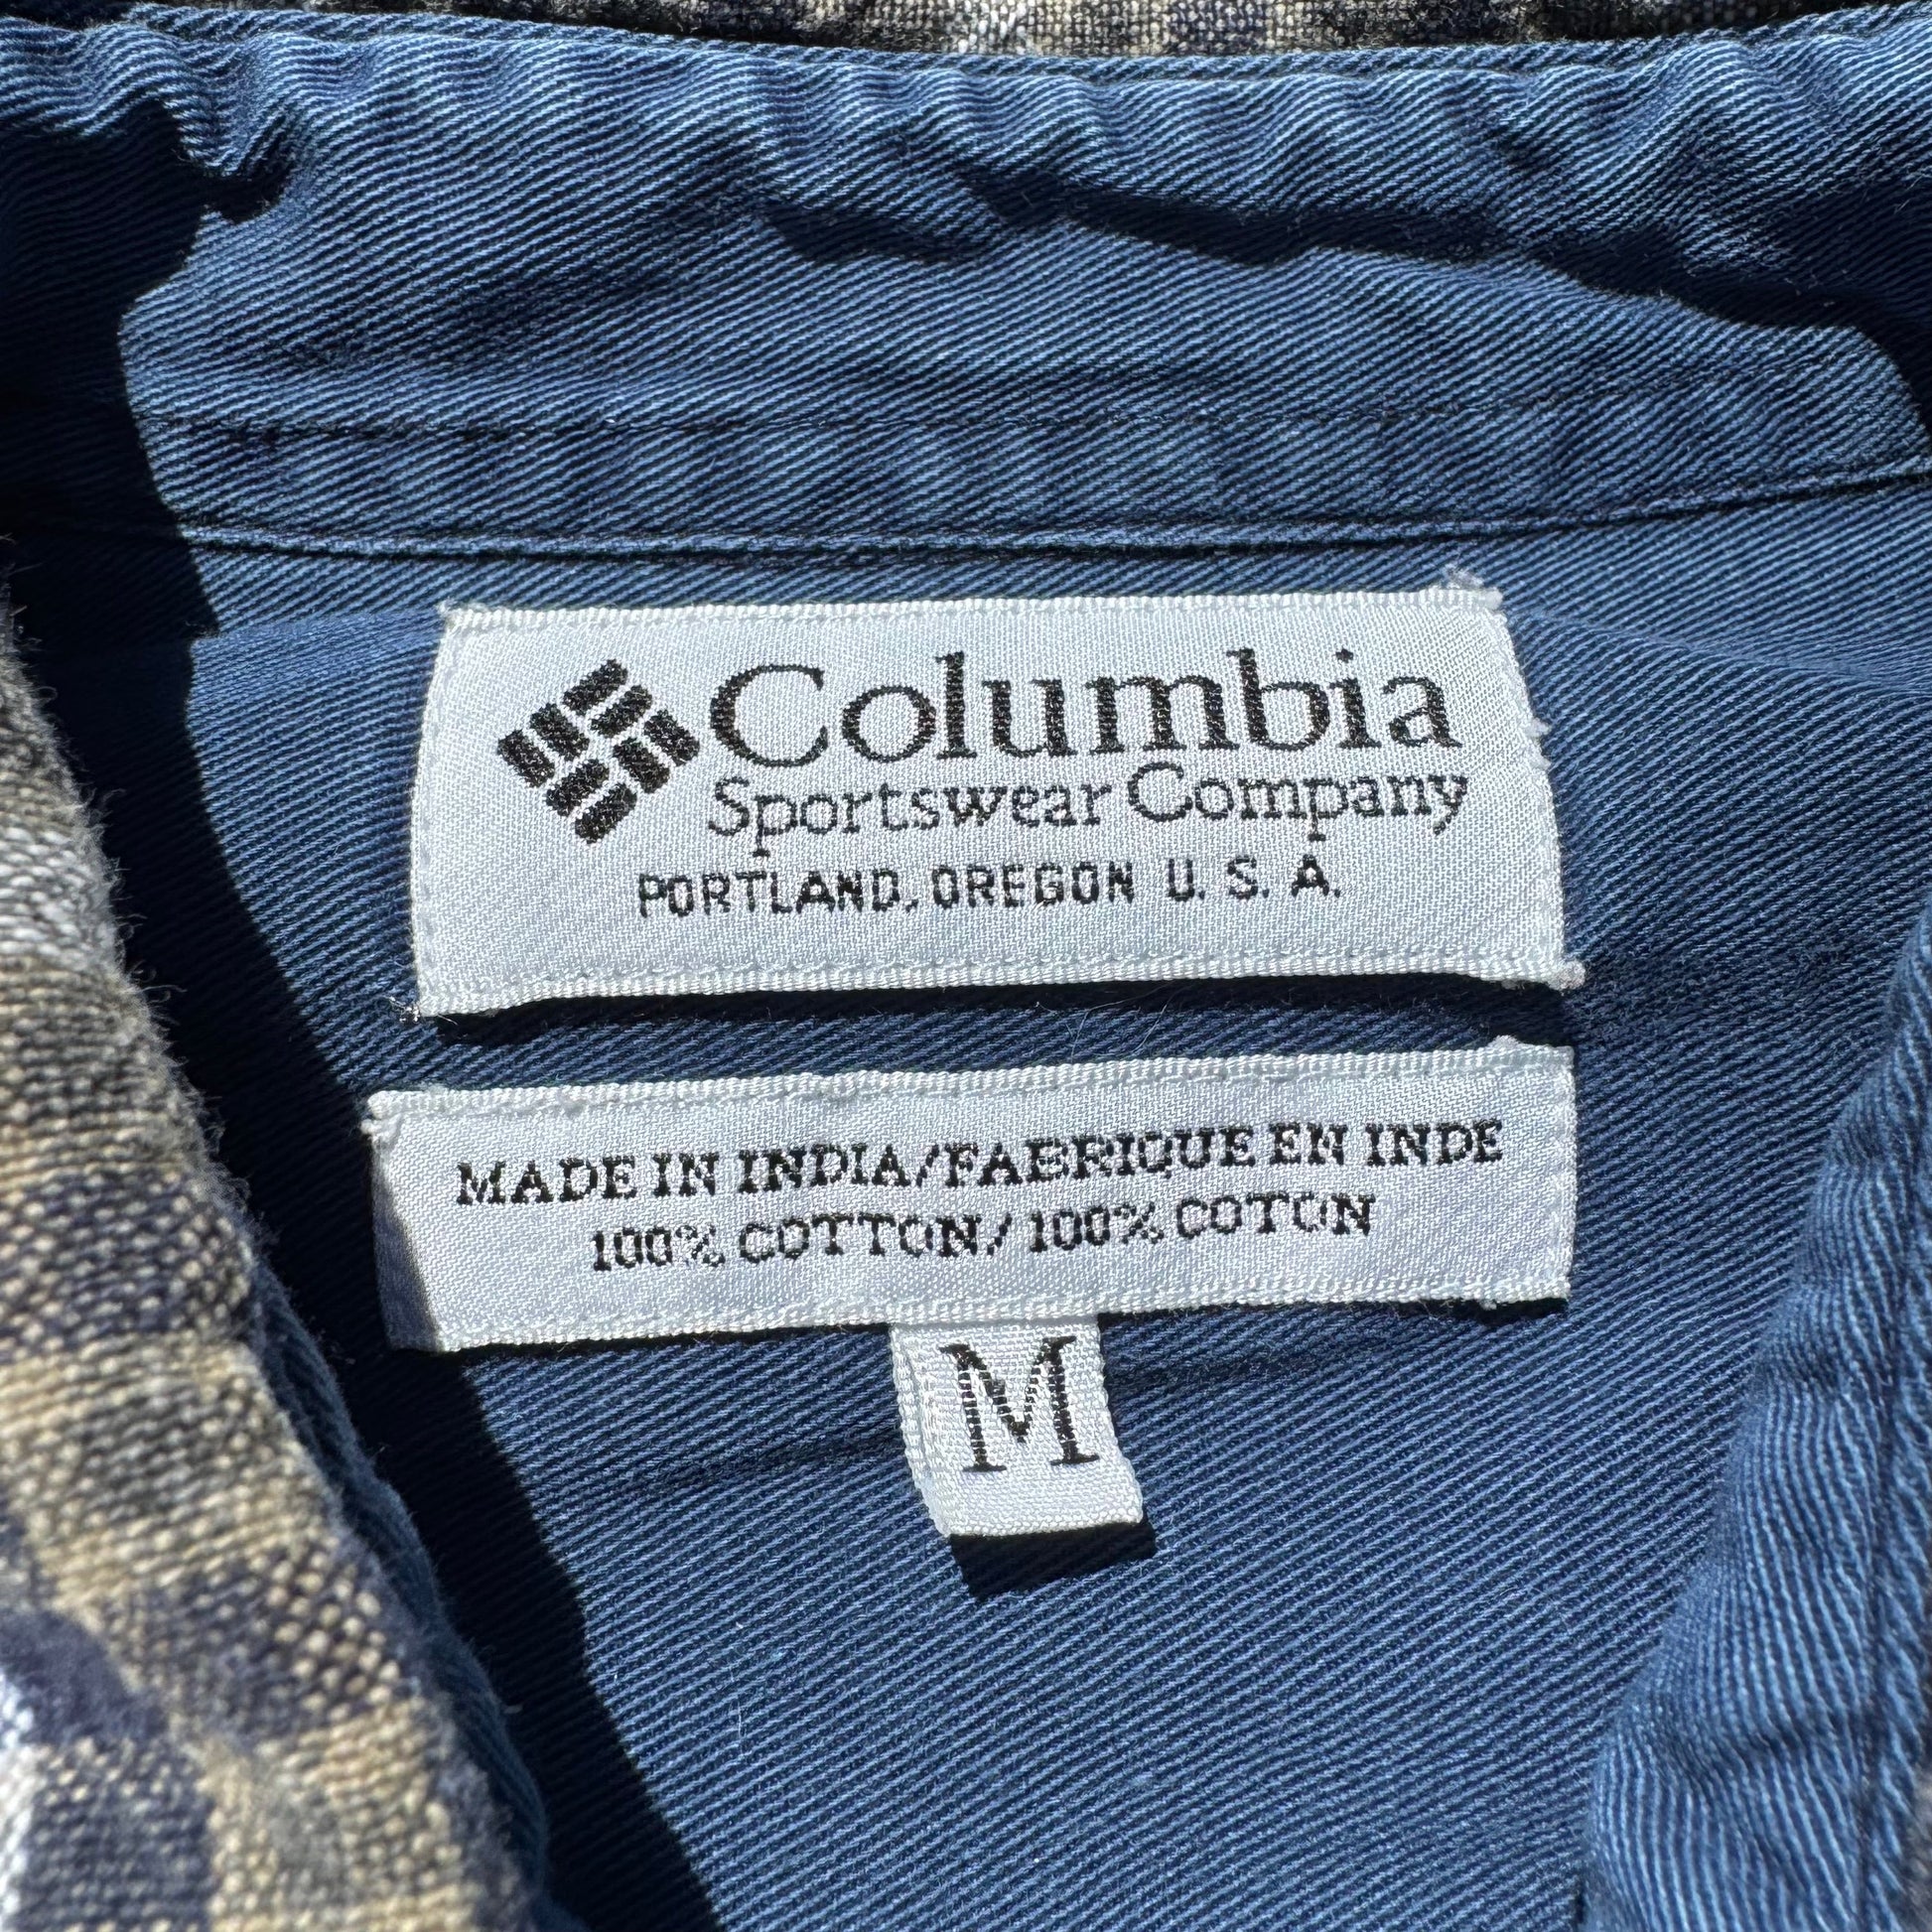 Columbia
Sportswear Company
PORTLAND, OREGON U. S. A.
MADE IN INDIA/FABRIQUE EN INDE
100% COTTON/ 100% COTON
M